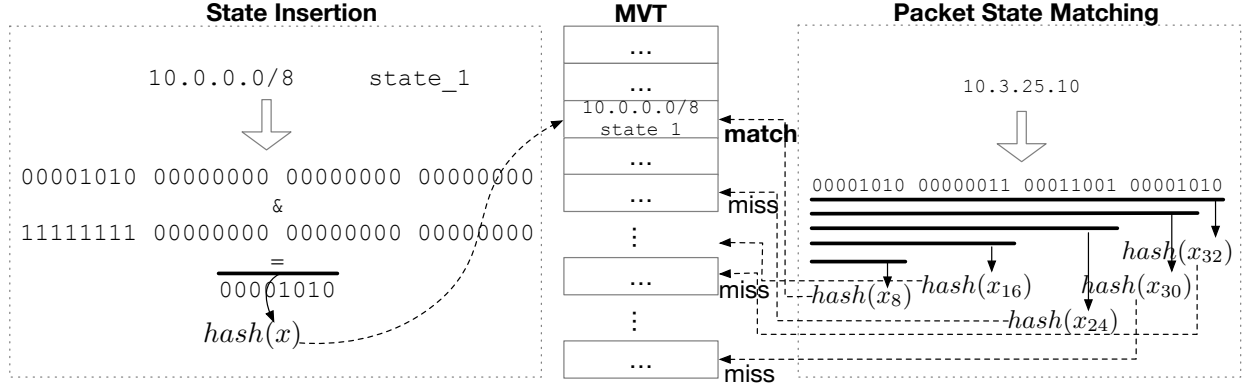 State Insertion
10.0.0.0/8 state_1
00001010 00000000 00000000 00000000
&
11111111 00000000 00000000 00000000
=
00001010
hash(x)
MVT
...
...
10.0.0.0/8
state 1
...
...
⋮
...
⋮
...
match
miss
miss
miss
Packet State Matching
10.3.25.10
00001010 00000011 00011001 00001010
hash(x32)
hash(x8) hash(x16) hash(x30)
hash(x24)